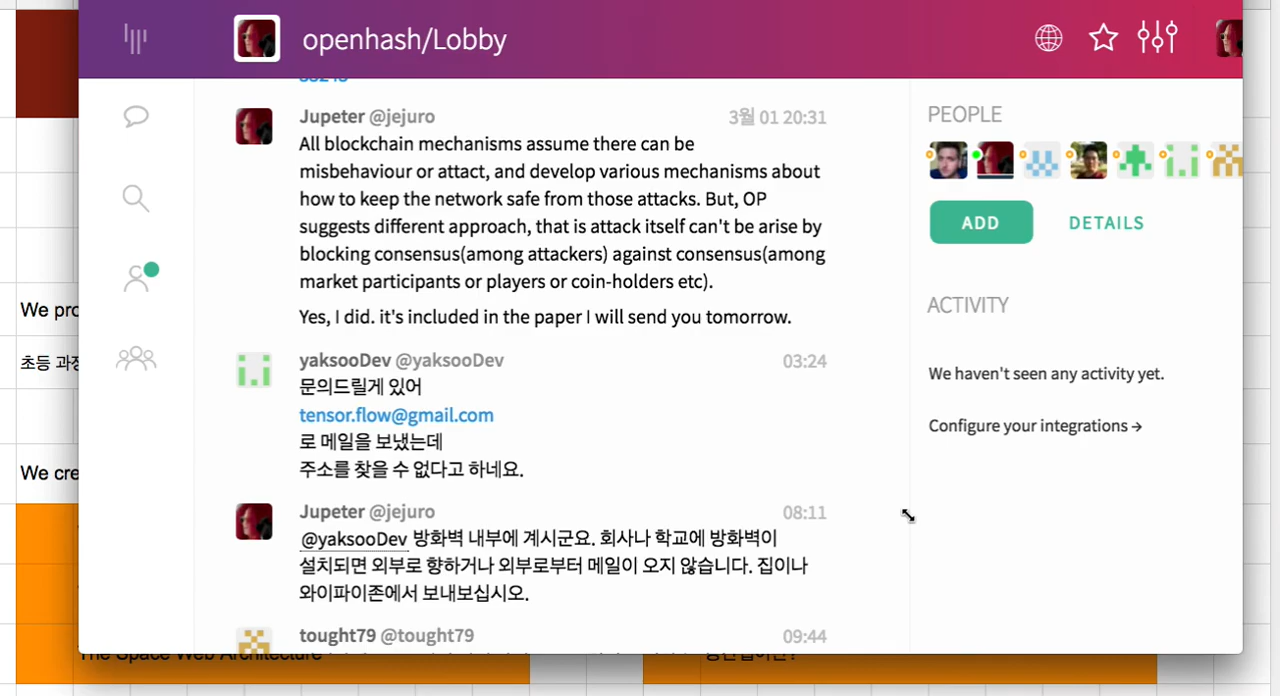 openhash/Lobby
Jupeter @jejuro
3월 01 20:31
All blockchain mechanisms assume there can be
misbehaviour or attact, and develop various mechanisms about
how to keep the network safe from those attacks. But, OP
suggests different approach, that is attack itself can't be arise by
blocking consensus(among attackers) against consensus(among
market participants or players or coin-holders etc).
Yes, I did. it's included in the paper I will send you tomorrow.
yaksooDev @yaksooDev
03:24
문의드릴게 있어
tensor.flow@gmail.com
로 메일을 보냈는데
주소를 찾을 수 없다고 하네요.
Jupeter @jejuro
08:11
@yaksooDev 방화벽 내부에 계시군요. 회사나 학교에 방화벽이
설치되면 외부로 향하거나 외부로부터 메일이 오지 않습니다. 집이나
와이파이존에서 보내보십시오.
tought79 @tought79
09:44
PEOPLE
ADD
DETAILS
ACTIVITY
We haven't seen any activity yet.
Configure your integrations →
We pro
초등 과정
We cre
The Space Web Architecture